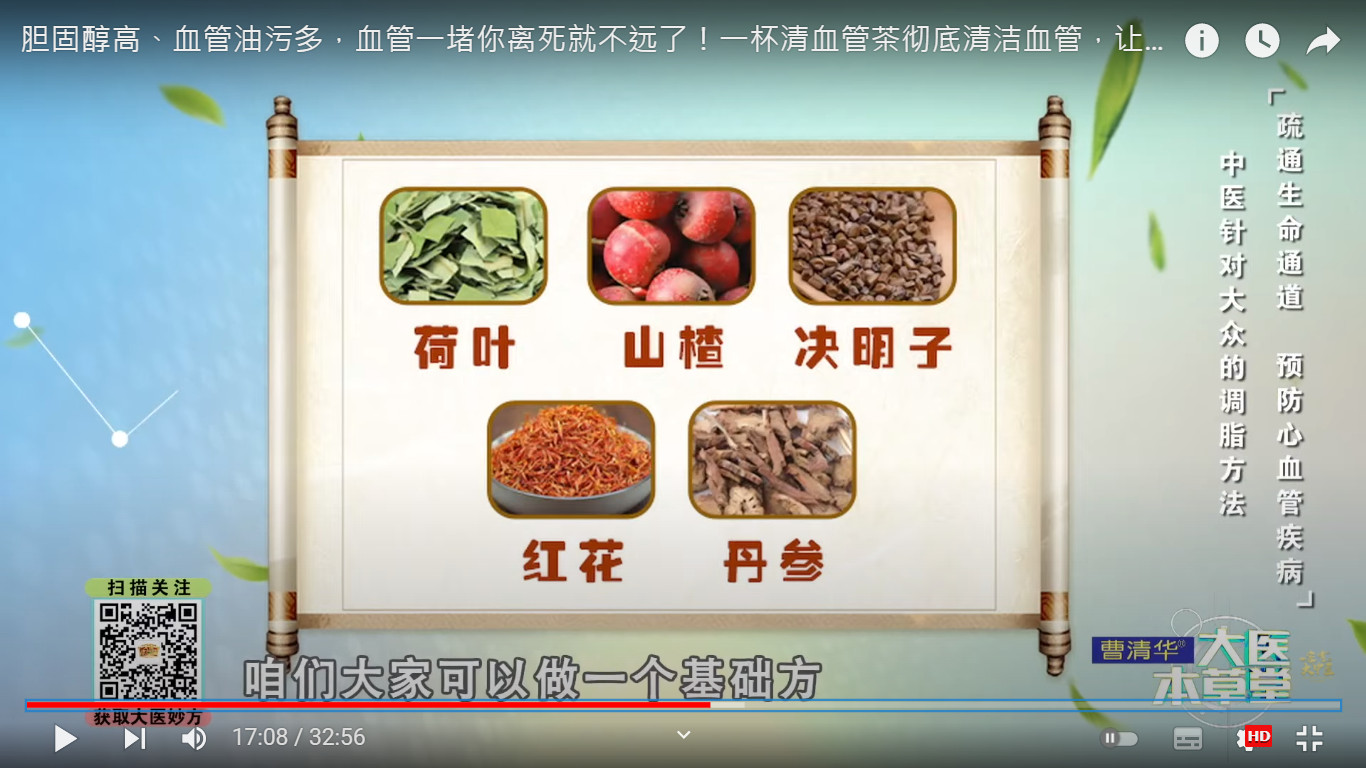 胆固醇高、血管油污多，血管一堵你离死就不远了！一杯清血管茶彻底清洁血管，让...
「疏通生命通道 预防心血管疾病」
中医针对大众的调脂方法
荷叶
山楂
决明子
红花
丹参
扫描关注
获取大医妙方
咱们大家可以做一个基础方
曹清华®
大医
本草堂
17:08 / 32:56
HD